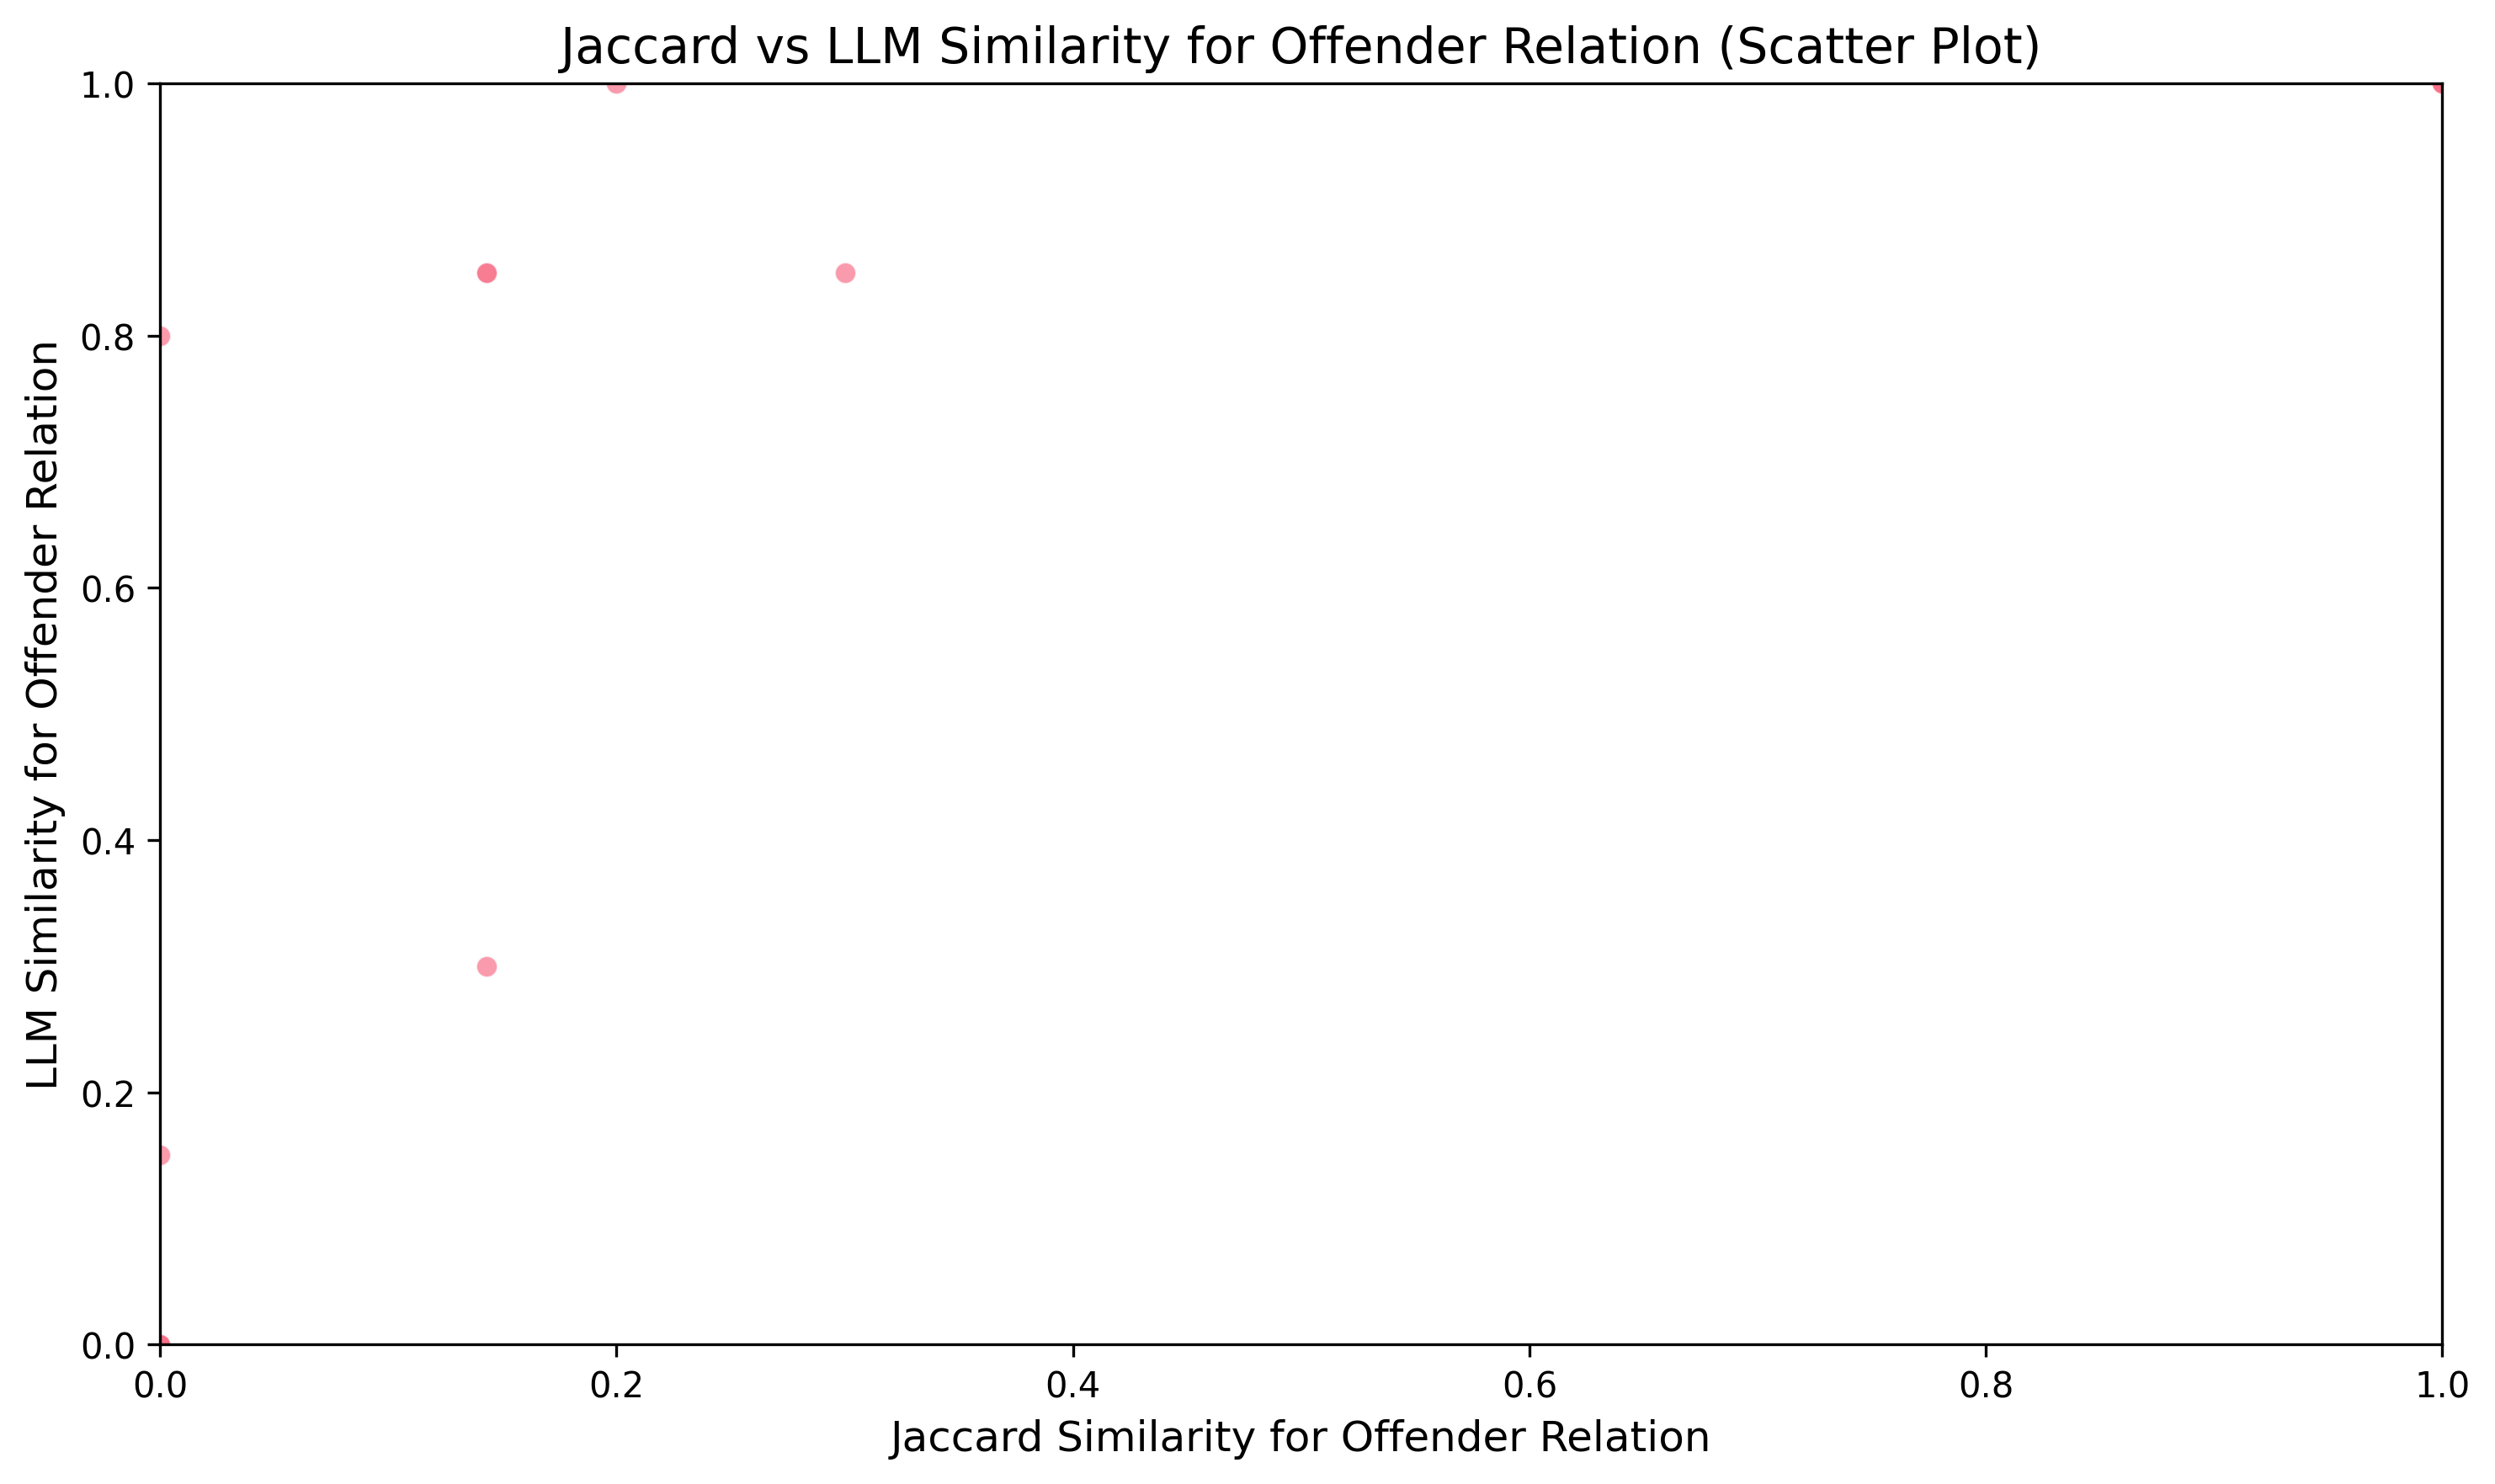 Jaccard vs LLM Similarity for Offender Relation (Scatter Plot)
LLM Similarity for Offender Relation
1.0
0.8
0.6
0.4
0.2
0.0
0.0 0.2 0.4 0.6 0.8 1.0
Jaccard Similarity for Offender Relation